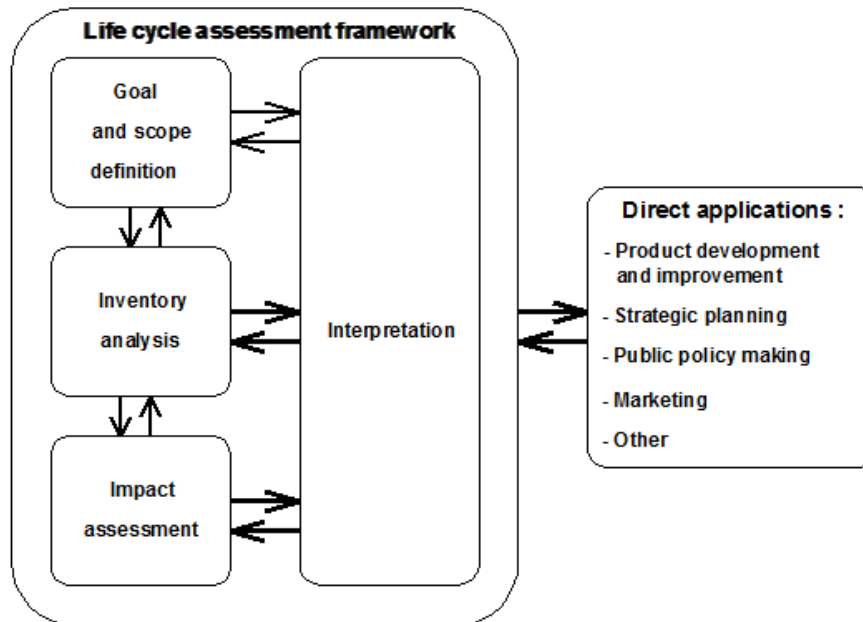 Life cycle assessment framework
Goal
and scope
definition
Inventory
analysis
Impact
assessment
Interpretation
Direct applications :
- Product development
and improvement
- Strategic planning
- Public policy making
- Marketing
- Other